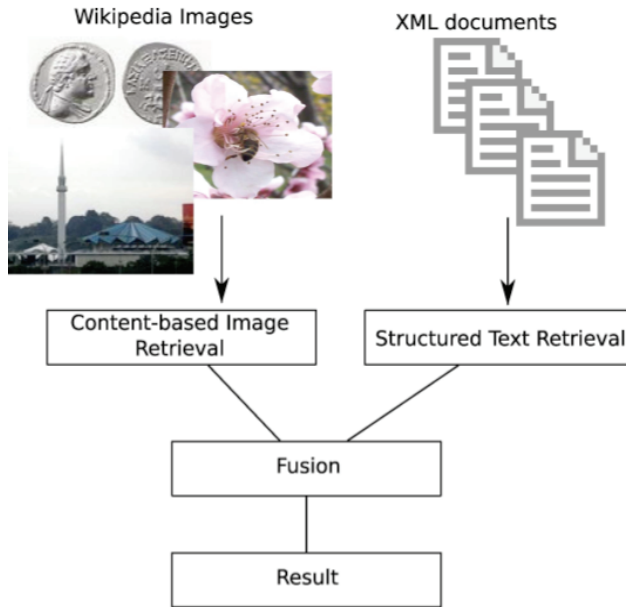 Wikipedia Images
XML documents
Content-based Image
Retrieval
Structured Text Retrieval
Fusion
Result